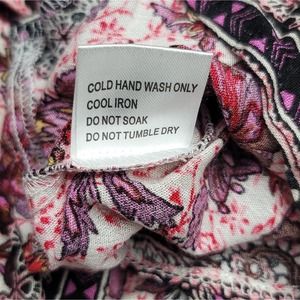 COLD HAND WASH ONLY
COOL IRON
DO NOT SOAK
DO NOT TUMBLE DRY